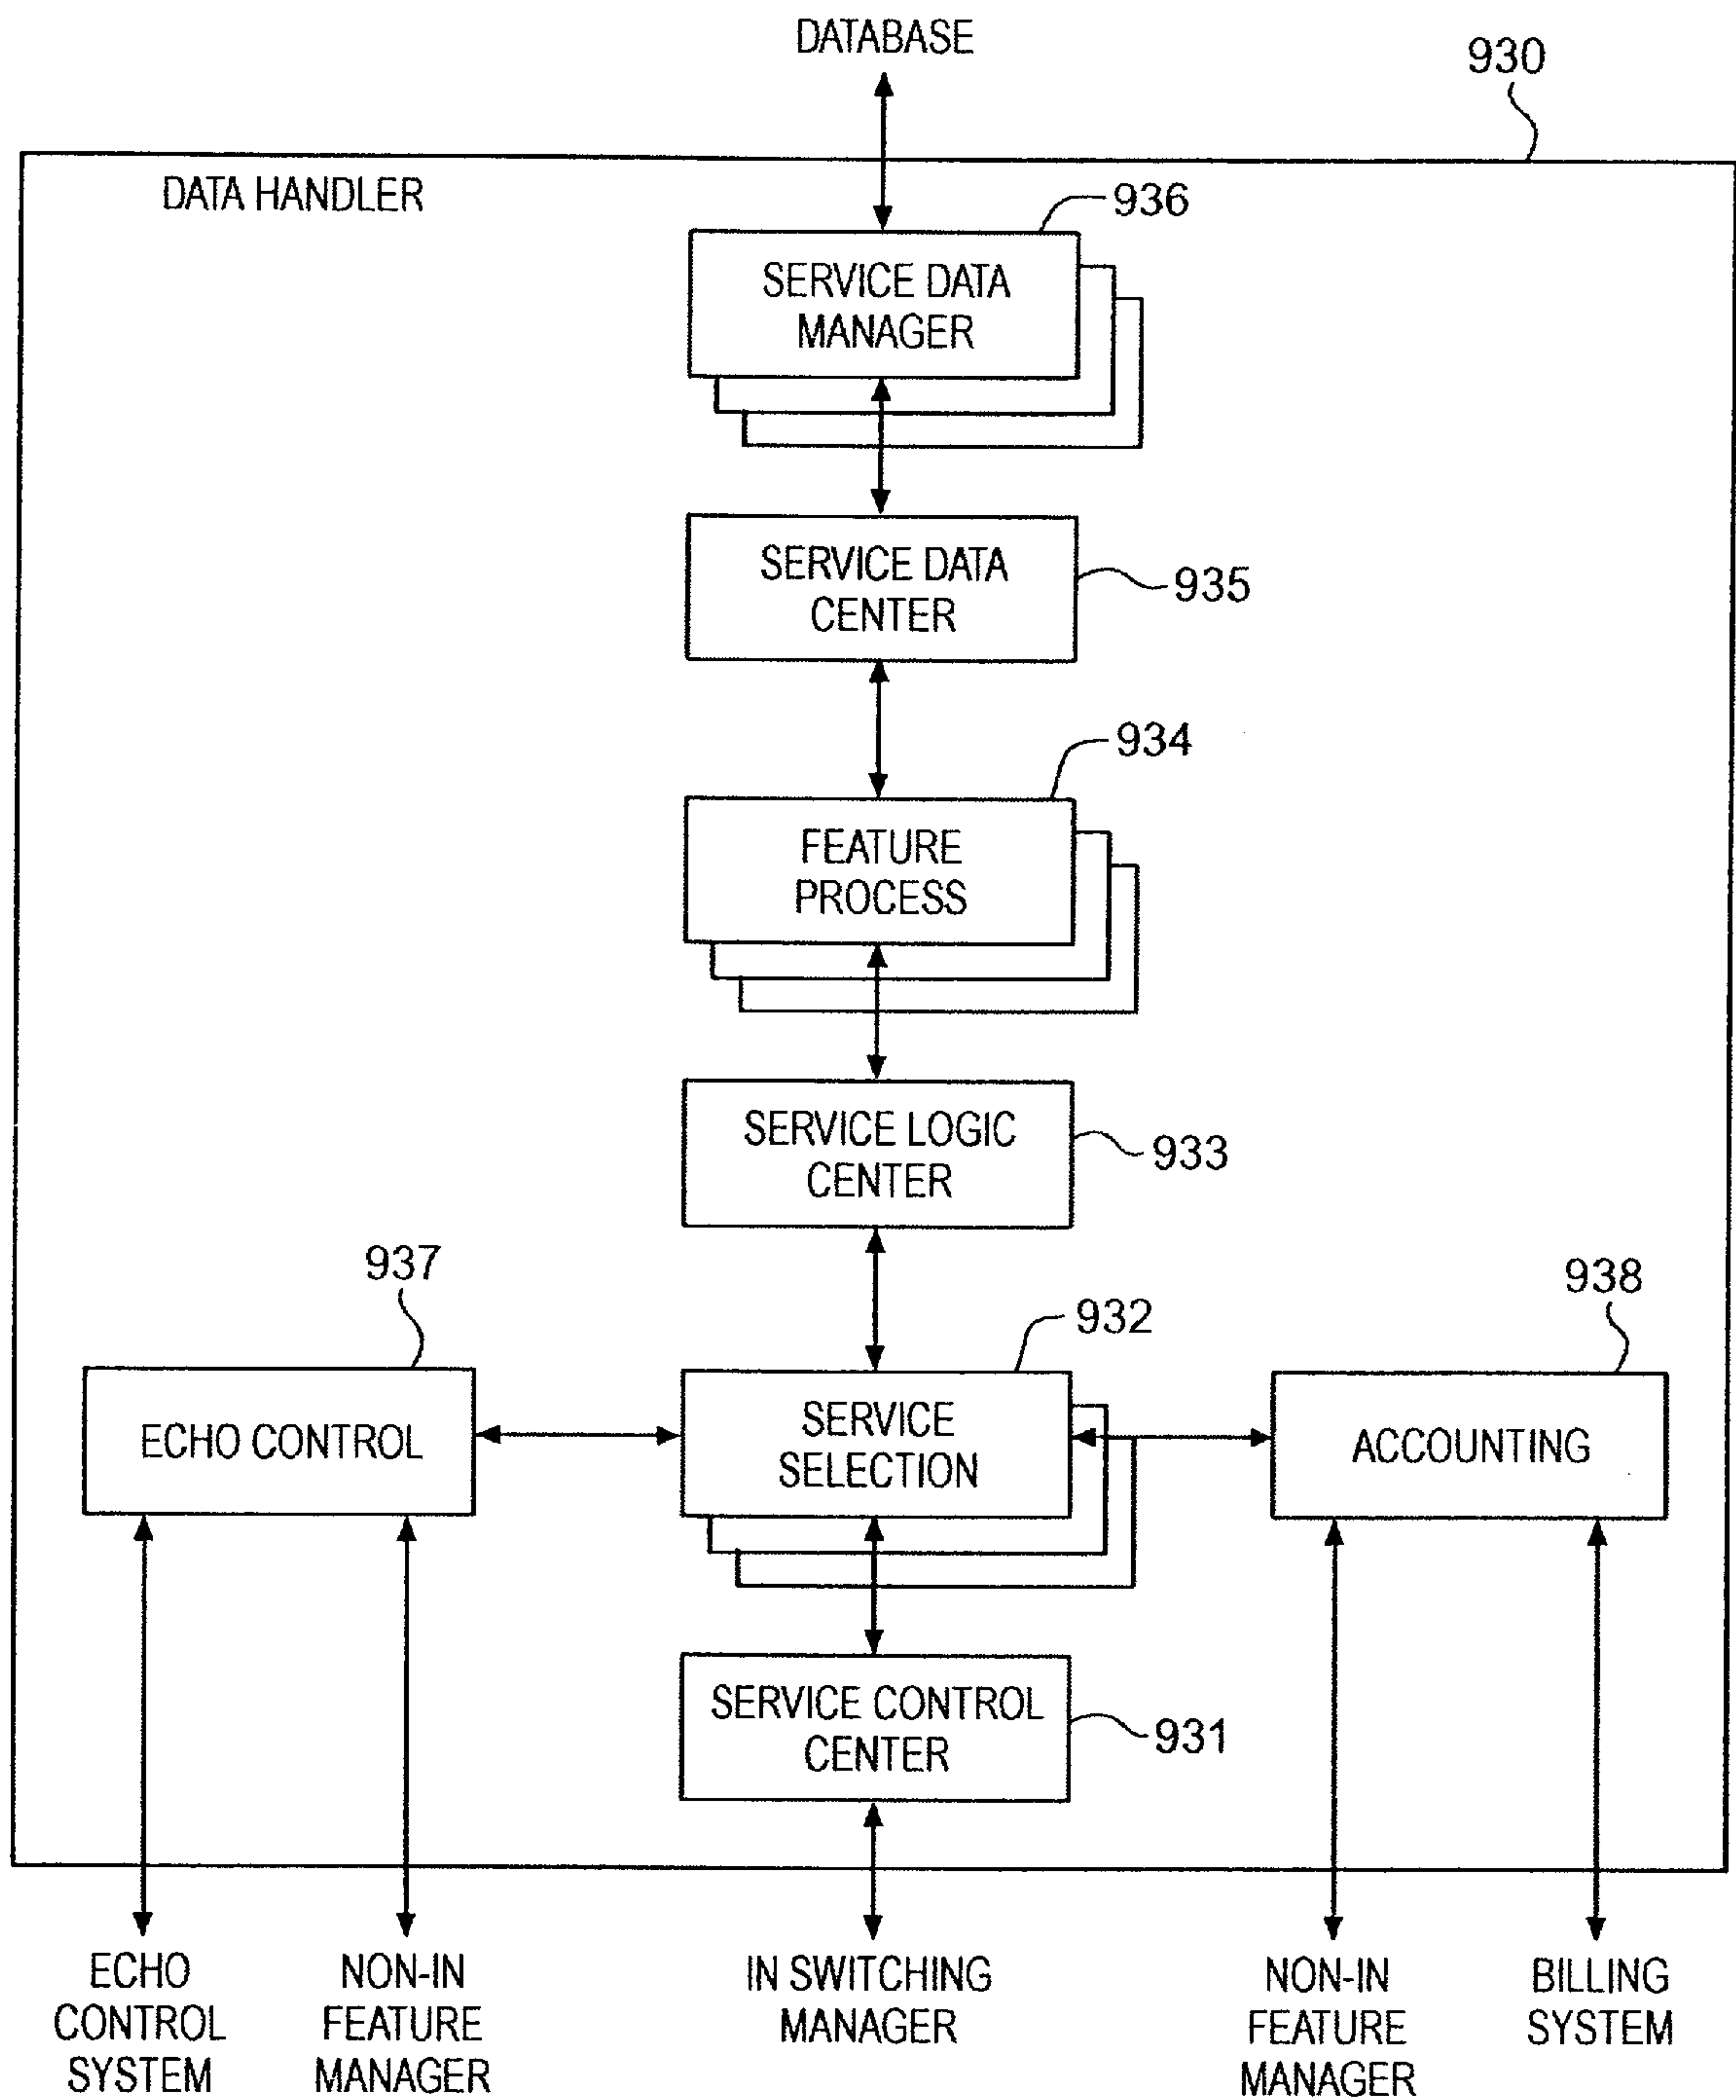 DATABASE
930
DATA HANDLER
936
SERVICE DATA
MANAGER
SERVICE DATA
CENTER
935
934
FEATURE
PROCESS
SERVICE LOGIC
CENTER
933
937
938
932
ECHO CONTROL
SERVICE
SELECTION
ACCOUNTING
SERVICE CONTROL
CENTER
931
ECHO
CONTROL
SYSTEM
NON-IN
FEATURE
MANAGER
IN SWITCHING
MANAGER
NON-IN
FEATURE
MANAGER
BILLING
SYSTEM